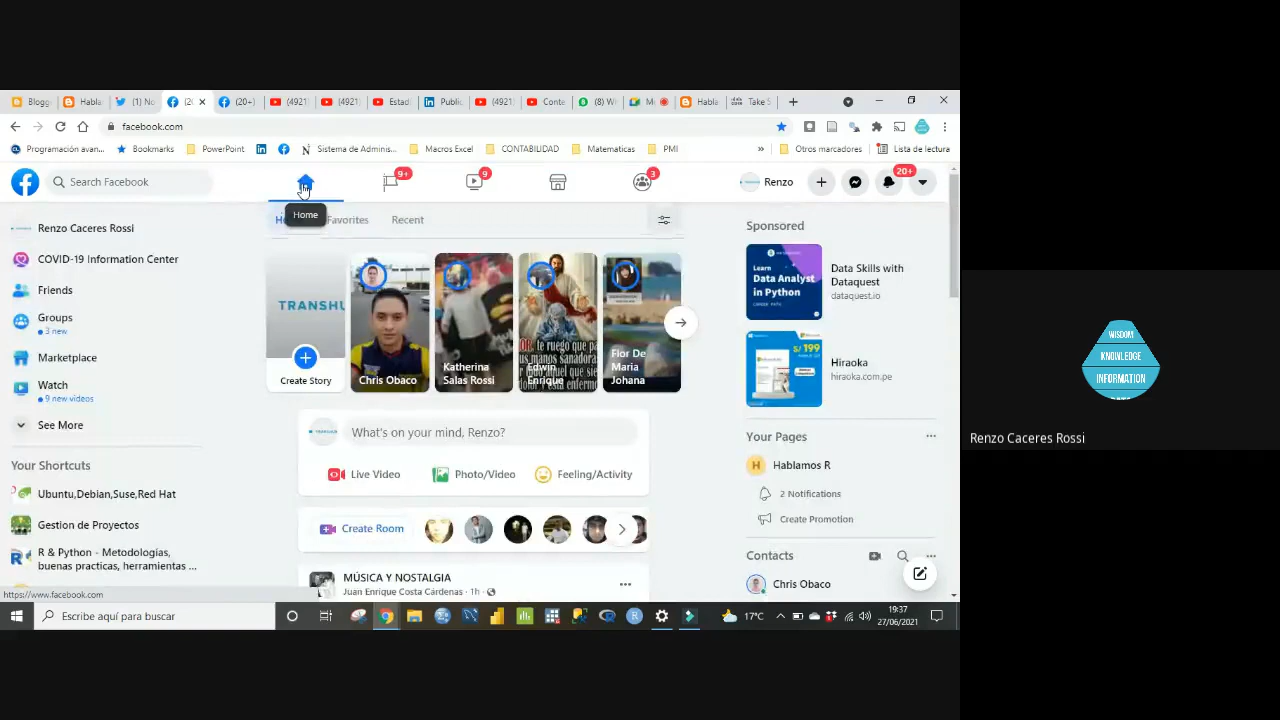 Blogg
Habla
(1) No
(2(
(20+)
(4921)
(4921)
Estad
Public
(4921)
Conte
(8) W
M
Habla
Take S
facebook.com
Programación avan...
Bookmarks
PowerPoint
Sistema de Adminis...
Macros Excel
CONTABILIDAD
Matematicas
PMI
»
Otros marcadores
Lista de lectura
Search Facebook
9+
9
3
Renzo
20+
Home
Favorites
Recent
Renzo Caceres Rossi
COVID-19 Information Center
Friends
Groups
3 new
Marketplace
Watch
9 new videos
See More
Your Shortcuts
Ubuntu,Debian,Suse,Red Hat
Gestion de Proyectos
R & Python - Metodologías,
buenas practicas, herramientas ...
https://www.facebook.com
TRANSHU
Create Story
Chris Obaco
Katherina
Salas Rossi
us manos sanadoras
Edwin
Enrique
Flor De
Maria
Johana
What's on your mind, Renzo?
Live Video
Photo/Video
Feeling/Activity
Create Room
MÚSICA Y NOSTALGIA
Juan Enrique Costa Cárdenas · 1h ·
Sponsored
Learn
Data Analyst
in Python
Data Skills with
Dataquest
dataquest.io
S/ 199
Hiraoka
hiraoka.com.pe
Your Pages
H
Hablamos R
2 Notifications
Create Promotion
Contacts
Chris Obaco
Escribe aquí para buscar
17°C
19:37
27/06/2021
WISDOM
KNOWLEDGE
INFORMATION
Renzo Caceres Rossi